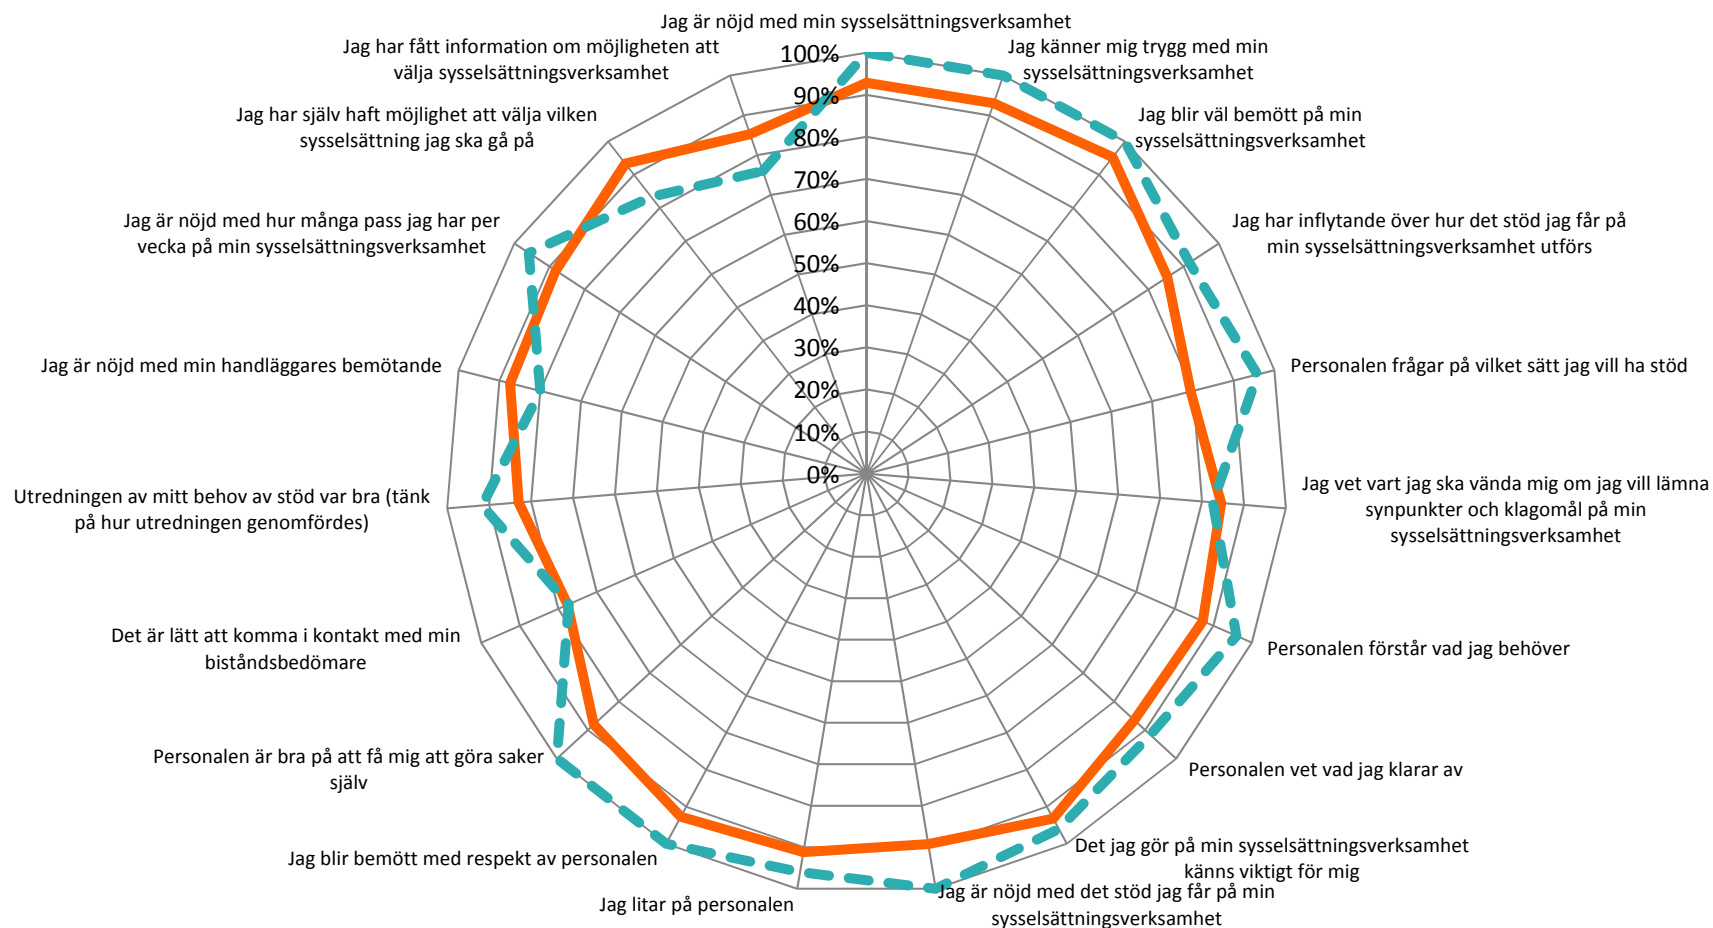 Jag är nöjd med min sysselsättningsverksamhet
Jag känner mig trygg med min
sysselsättningsverksamhet
Jag blir väl bemött på min
sysselsättningsverksamhet
Jag har inflytande över hur det stöd jag får på
min sysselsättningsverksamhet utförs
Personalen frågar på vilket sätt jag vill ha stöd
Jag vet vart jag ska vända mig om jag vill lämna
synpunkter och klagomål på min
sysselsättningsverksamhet
Personalen förstår vad jag behöver
Personalen vet vad jag klarar av
Det jag gör på min sysselsättningsverksamhet
känns viktigt för mig
Jag är nöjd med det stöd jag får på min
sysselsättningsverksamhet
Jag litar på personalen
Jag blir bemött med respekt av personalen
Personalen är bra på att få mig att göra saker
själv
Det är lätt att komma i kontakt med min
biståndsbedömare
Utredningen av mitt behov av stöd var bra (tänk
på hur utredningen genomfördes)
Jag är nöjd med min handläggares bemötande
Jag är nöjd med hur många pass jag har per
vecka på min sysselsättningsverksamhet
Jag har själv haft möjlighet att välja vilken
sysselsättning jag ska gå på
Jag har fått information om möjligheten att
välja sysselsättningsverksamhet
100%
90%
80%
70%
60%
50%
40%
30%
20%
10%
0%